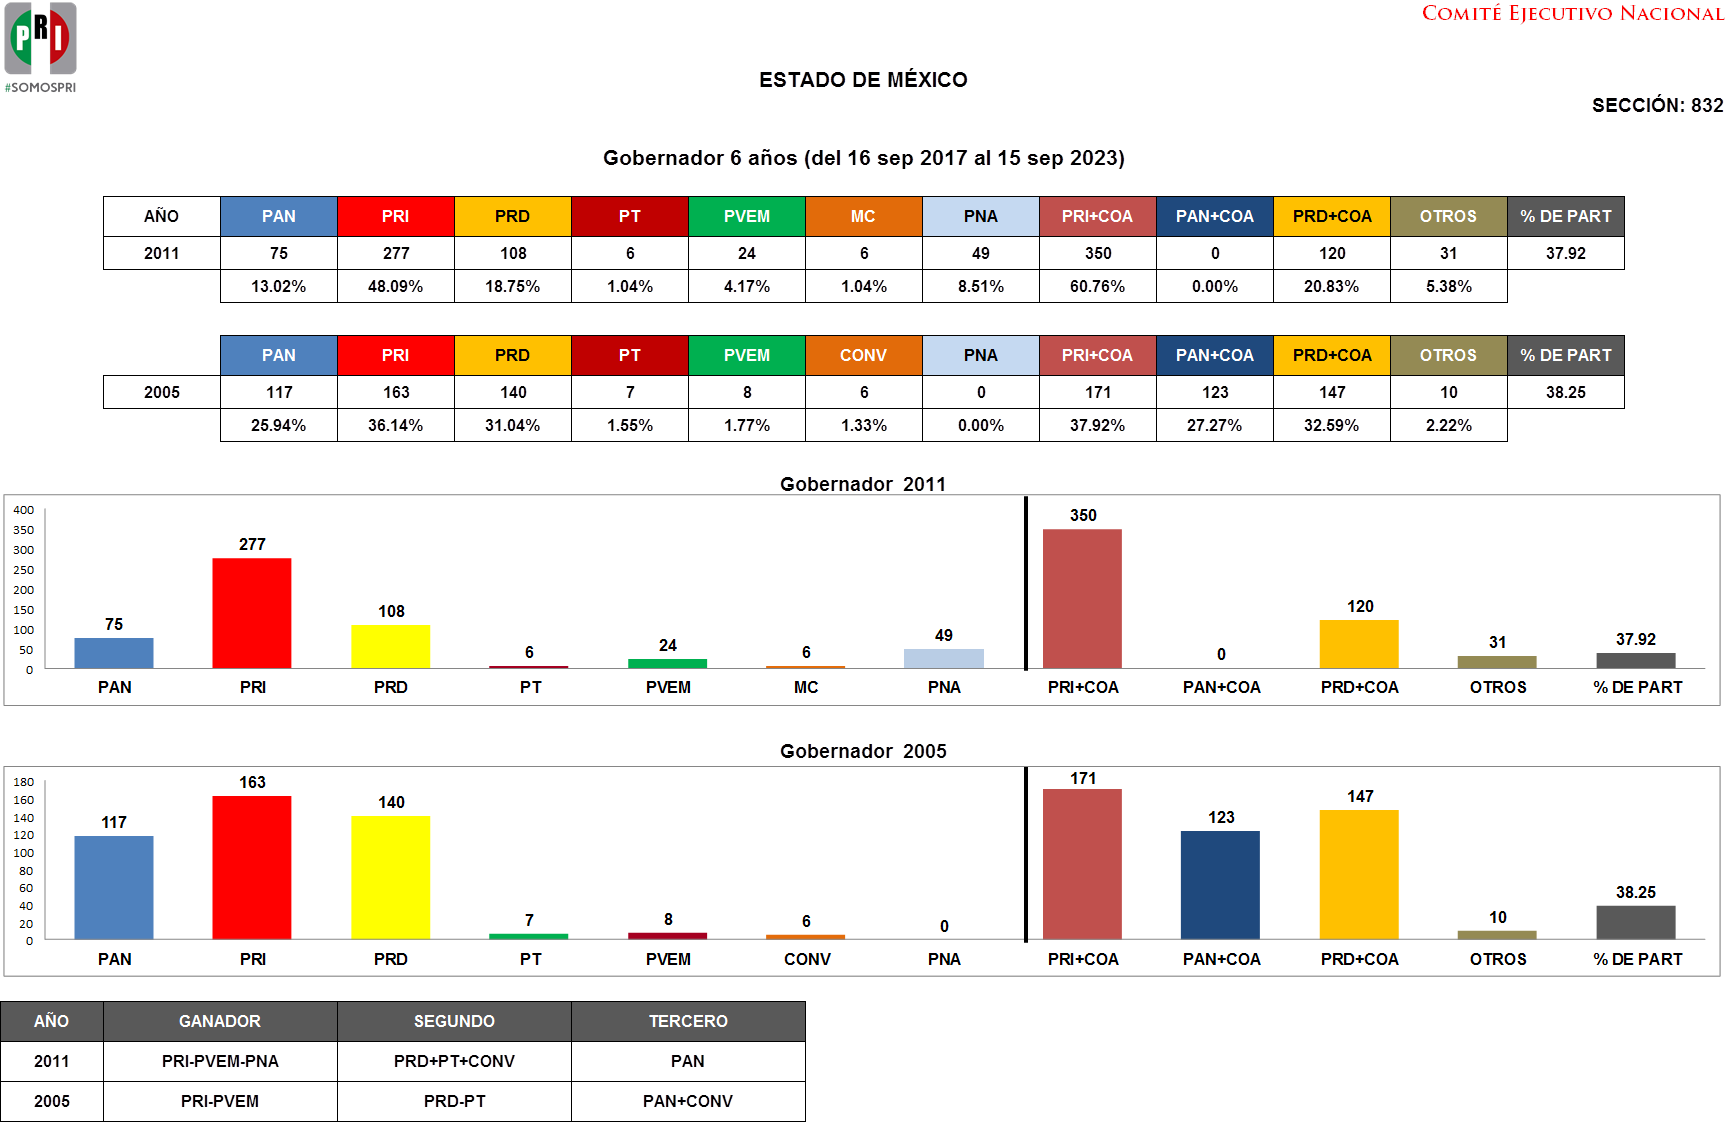 PRI
#SOMOSPRI
COMITÉ EJECUTIVO NACIONAL
ESTADO DE MÉXICO
SECCIÓN: 832
Gobernador 6 años (del 16 sep 2017 al 15 sep 2023)
AÑO PAN PRI PRD PT PVEM MC PNA PRI+COA PAN+COA PRD+COA OTROS % DE PART
2011 75 277 108 6 24 6 49 350 0 120 31 37.92
13.02% 48.09% 18.75% 1.04% 4.17% 1.04% 8.51% 60.76% 0.00% 20.83% 5.38%
PAN PRI PRD PT PVEM CONV PNA PRI+COA PAN+COA PRD+COA OTROS % DE PART
2005 117 163 140 7 8 6 0 171 123 147 10 38.25
25.94% 36.14% 31.04% 1.55% 1.77% 1.33% 0.00% 37.92% 27.27% 32.59% 2.22%
Gobernador 2011
400
350
300
250
200
150
100
50
0
75 277 108 6 24 6 49 350 0 120 31 37.92
PAN PRI PRD PT PVEM MC PNA PRI+COA PAN+COA PRD+COA OTROS % DE PART
Gobernador 2005
180
160
140
120
100
80
60
40
20
0
117 163 140 7 8 6 0 171 123 147 10 38.25
PAN PRI PRD PT PVEM CONV PNA PRI+COA PAN+COA PRD+COA OTROS % DE PART
AÑO GANADOR SEGUNDO TERCERO
2011 PRI-PVEM-PNA PRD+PT+CONV PAN
2005 PRI-PVEM PRD-PT PAN+CONV